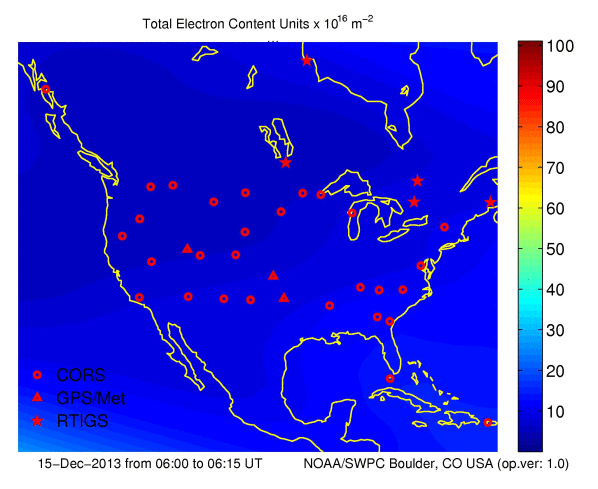 Total Electron Content Units x 10^16 m^-2
...
100
90
80
70
60
50
40
30
20
10
CORS
GPS/Met
RTIGS
15-Dec-2013 from 06:00 to 06:15 UT NOAA/SWPC Boulder, CO USA (op.ver: 1.0)